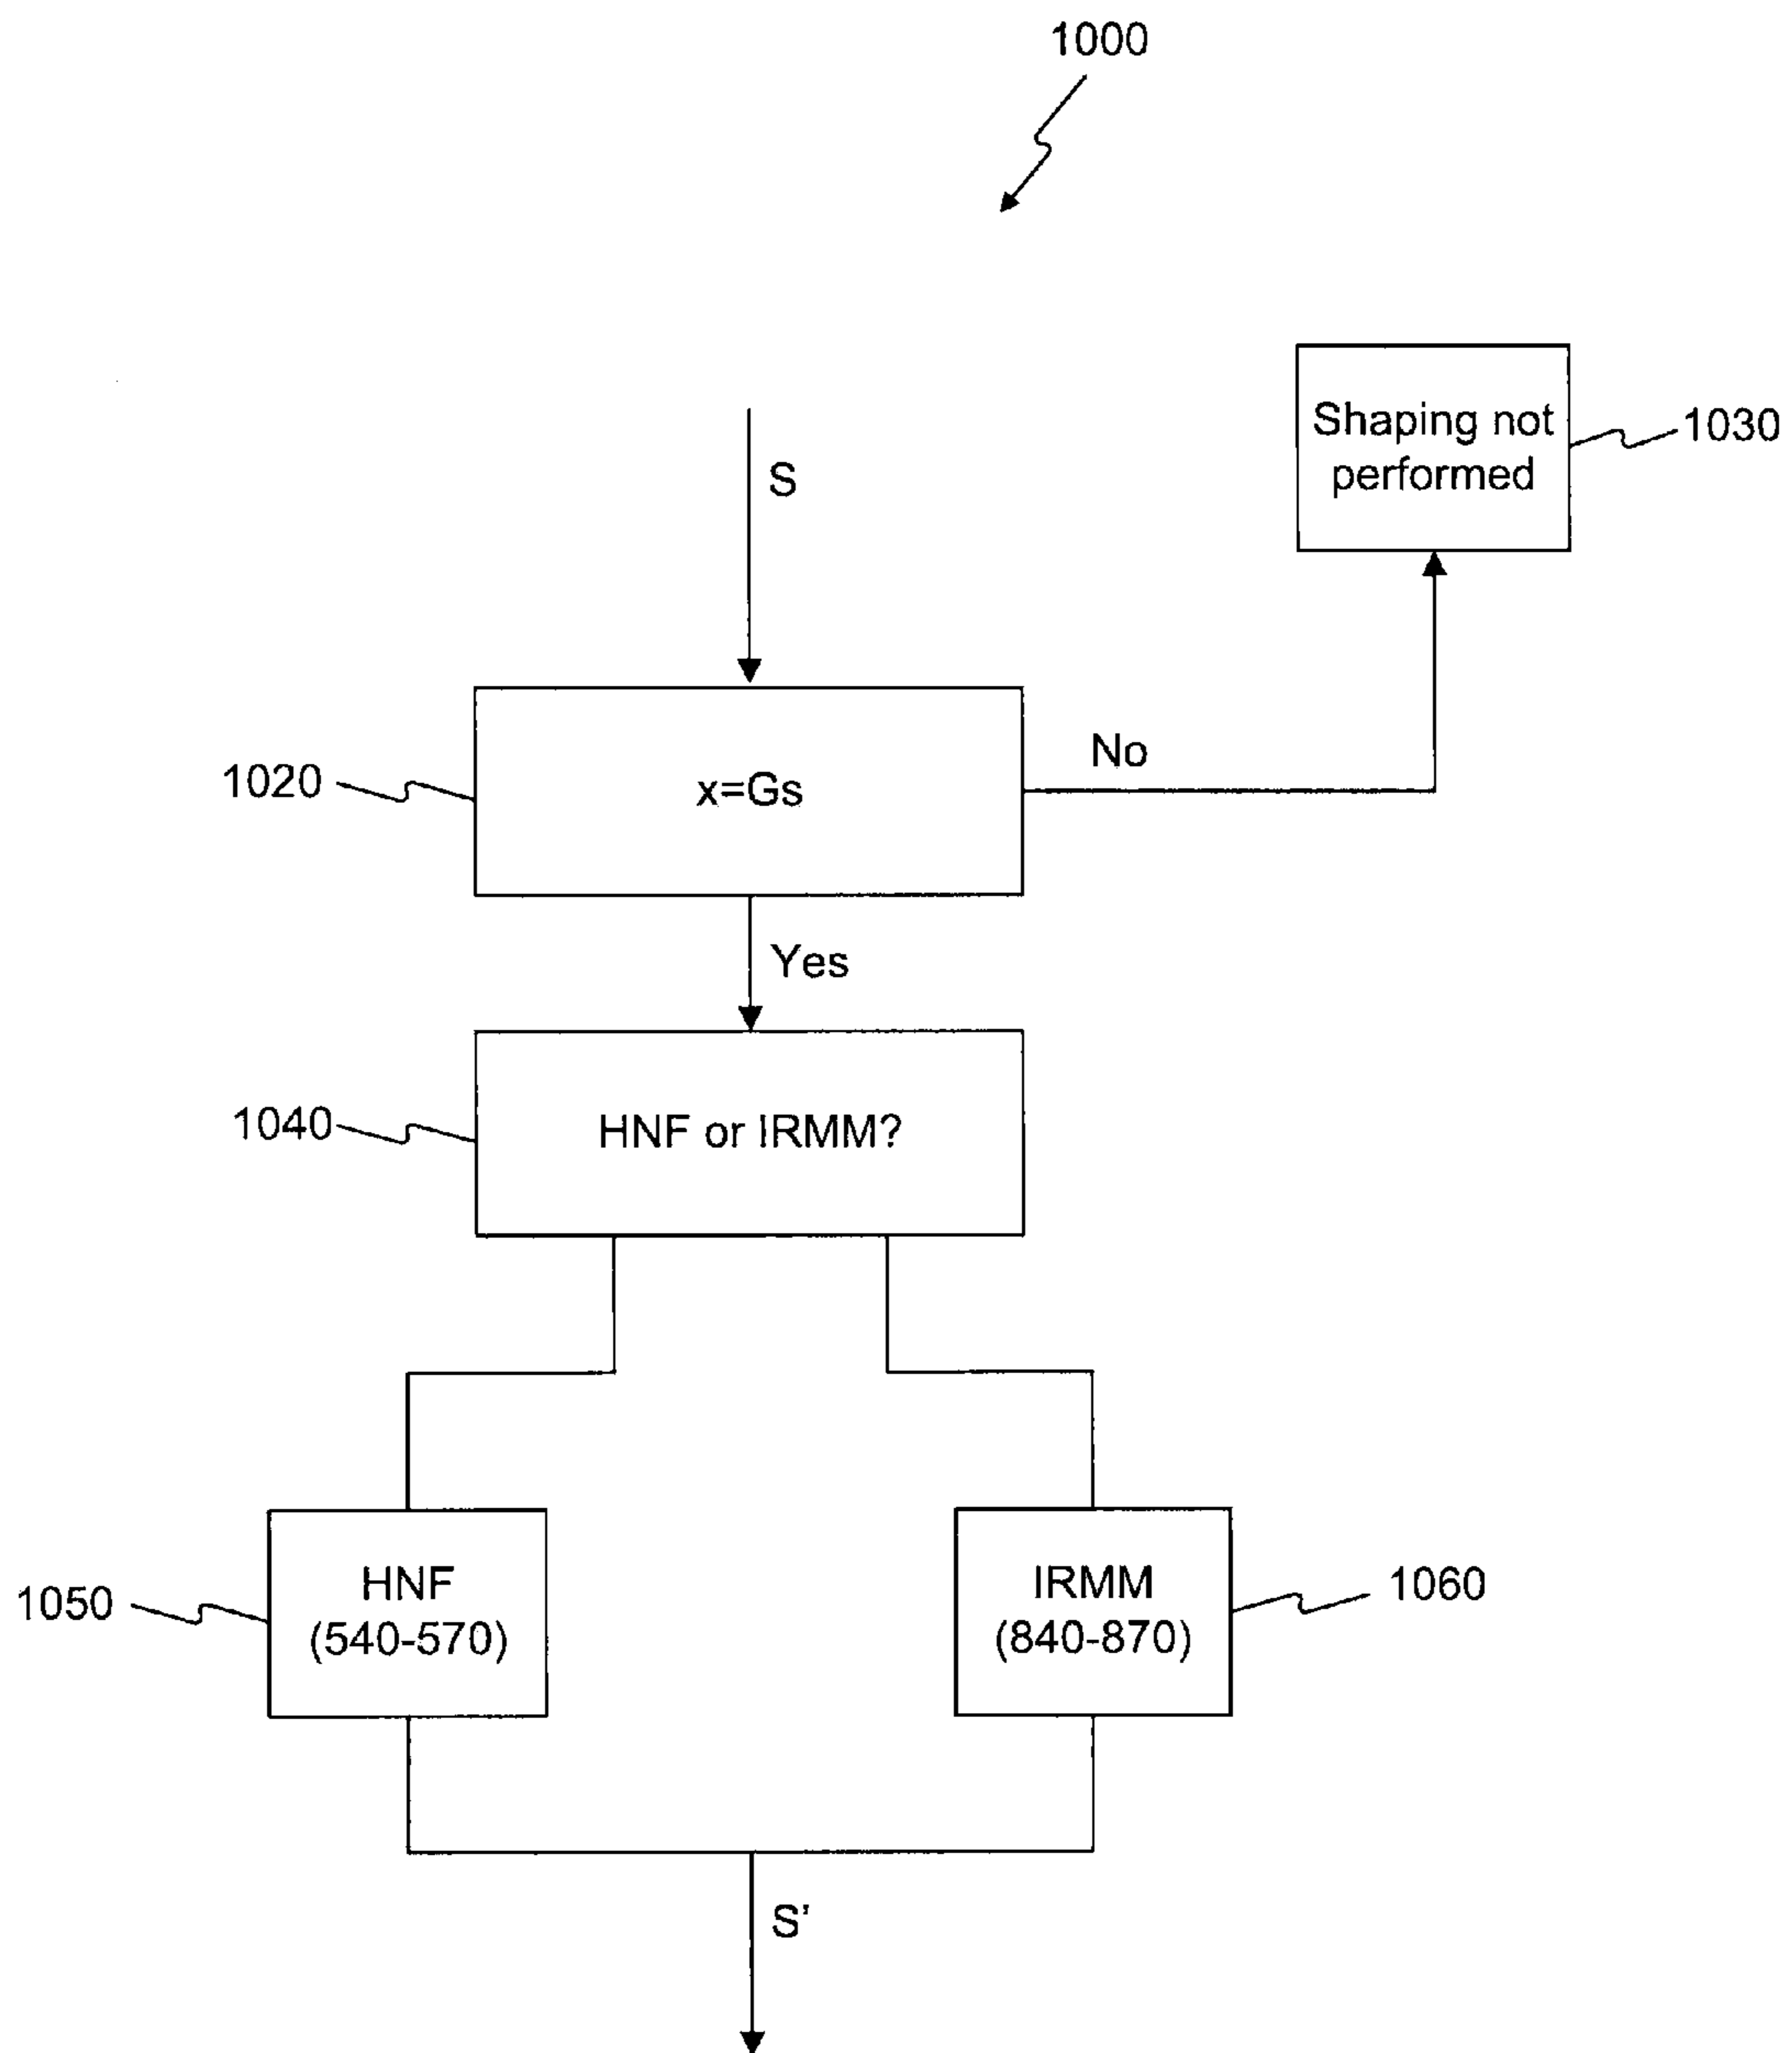 1000
Shaping not
performed
1030
S
1020
x=Gs
No
Yes
1040
HNF or IRMM?
1050
HNF
(540-570)
IRMM
(840-870)
1060
S'